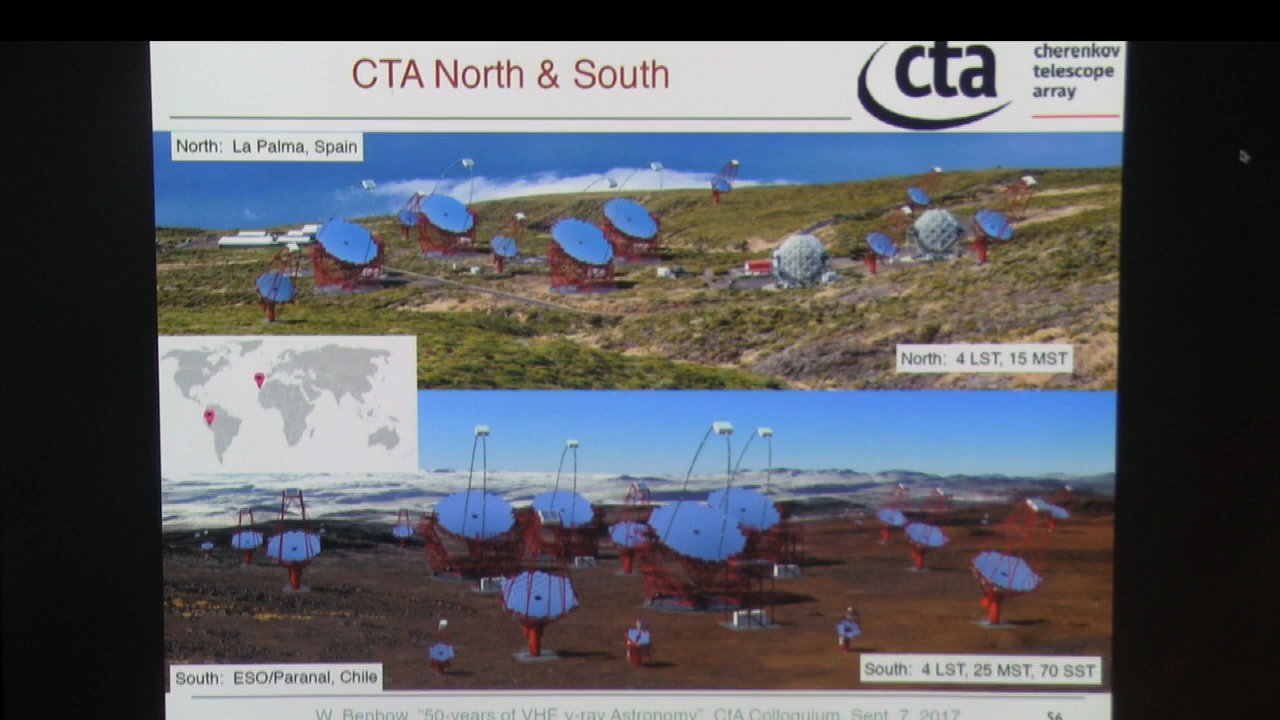 CTA North & South
cta
cherenkov
telescope
array
North: La Palma, Spain
North: 4 LST, 15 MST
South: ESO/Paranal, Chile
South: 4 LST, 25 MST, 70 SST
W. Benbow, "50-years of VHE γ-ray Astronomy", CfA Colloquium, Sept. 7, 2017
56